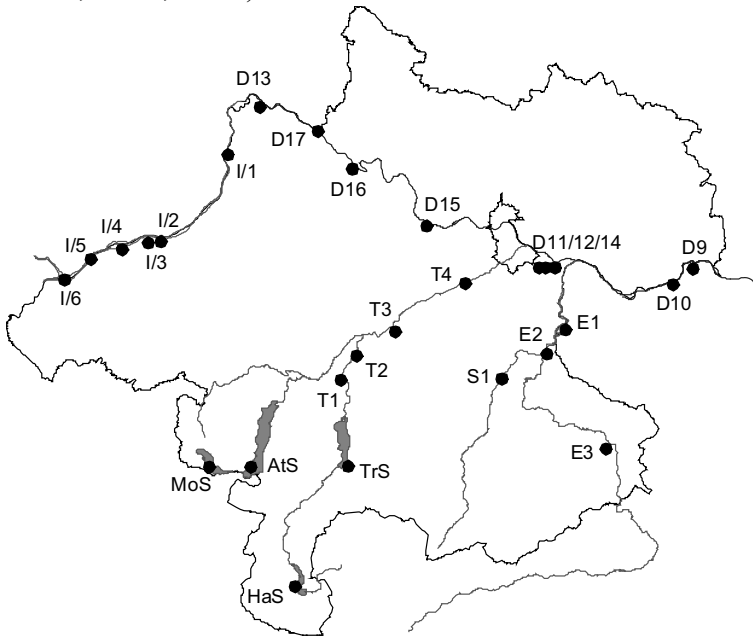 D13
D17
I/1
D16
I/2
I/4
I/5
I/3
I/6
D15
D11/12/14
D9
D10
T4
T3
E1
E2
T2
S1
T1
E3
AtS
TrS
MoS
HaS